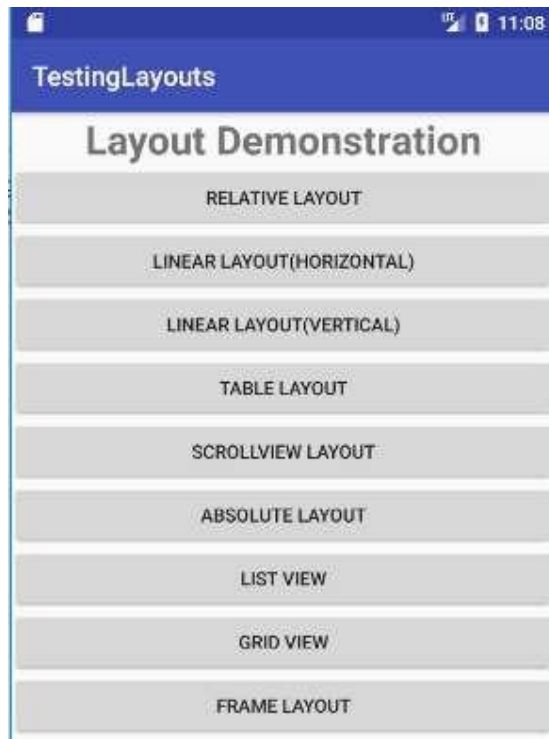 LTE 11:08
TestingLayouts
Layout Demonstration
RELATIVE LAYOUT
LINEAR LAYOUT(HORIZONTAL)
LINEAR LAYOUT(VERTICAL)
TABLE LAYOUT
SCROLLVIEW LAYOUT
ABSOLUTE LAYOUT
LIST VIEW
GRID VIEW
FRAME LAYOUT